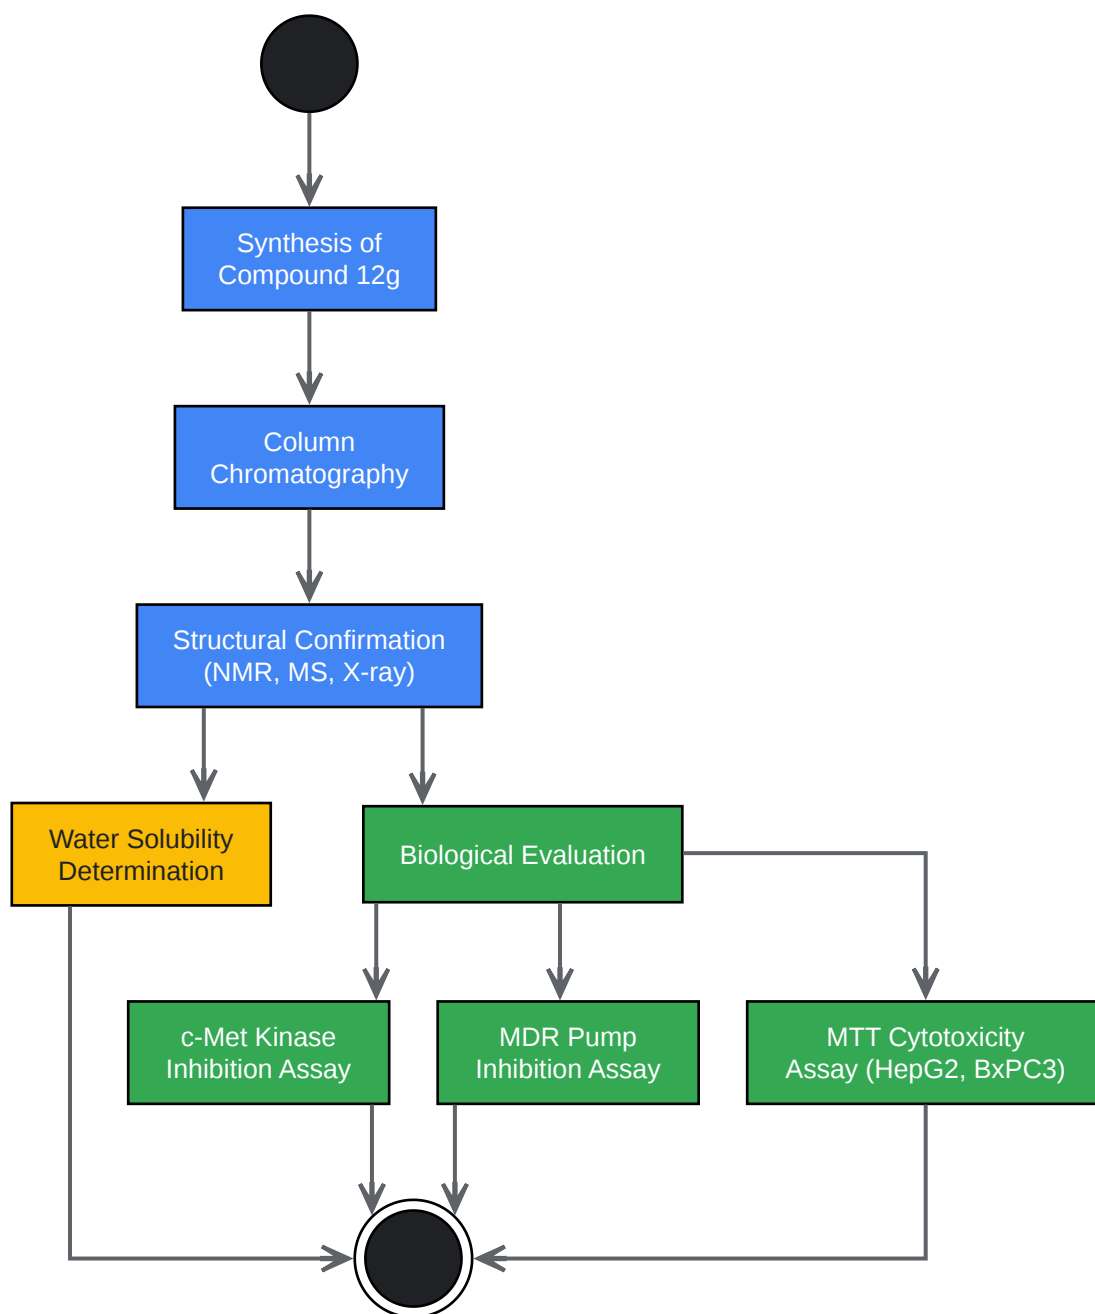 Synthesis of
Compound 12g
Column
Chromatography
Structural Confirmation
(NMR, MS, X-ray)
Water Solubility
Determination
Biological Evaluation
c-Met Kinase
Inhibition Assay
MDR Pump
Inhibition Assay
MTT Cytotoxicity
Assay (HepG2, BxPC3)